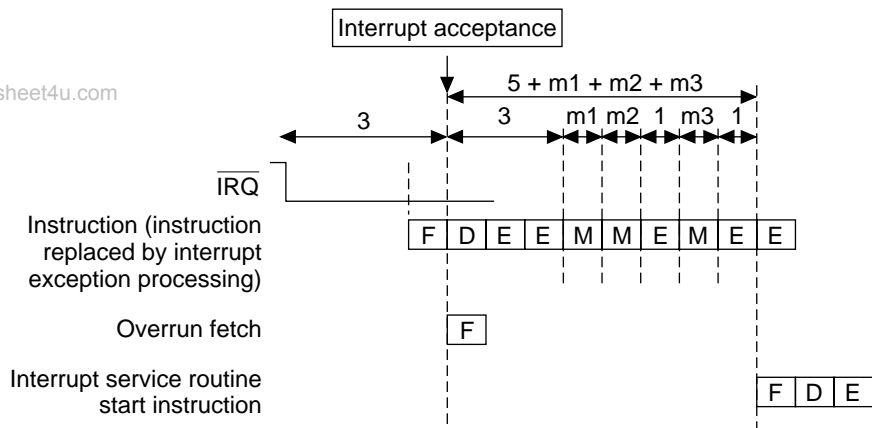 Interrupt acceptance
sheet4u.com
5 + m1 + m2 + m3
3 3 m1 m2 1 m3 1
IRQ
Instruction (instruction
replaced by interrupt
exception processing)
F D E E M M E M E E
Overrun fetch
F
Interrupt service routine
start instruction
F D E